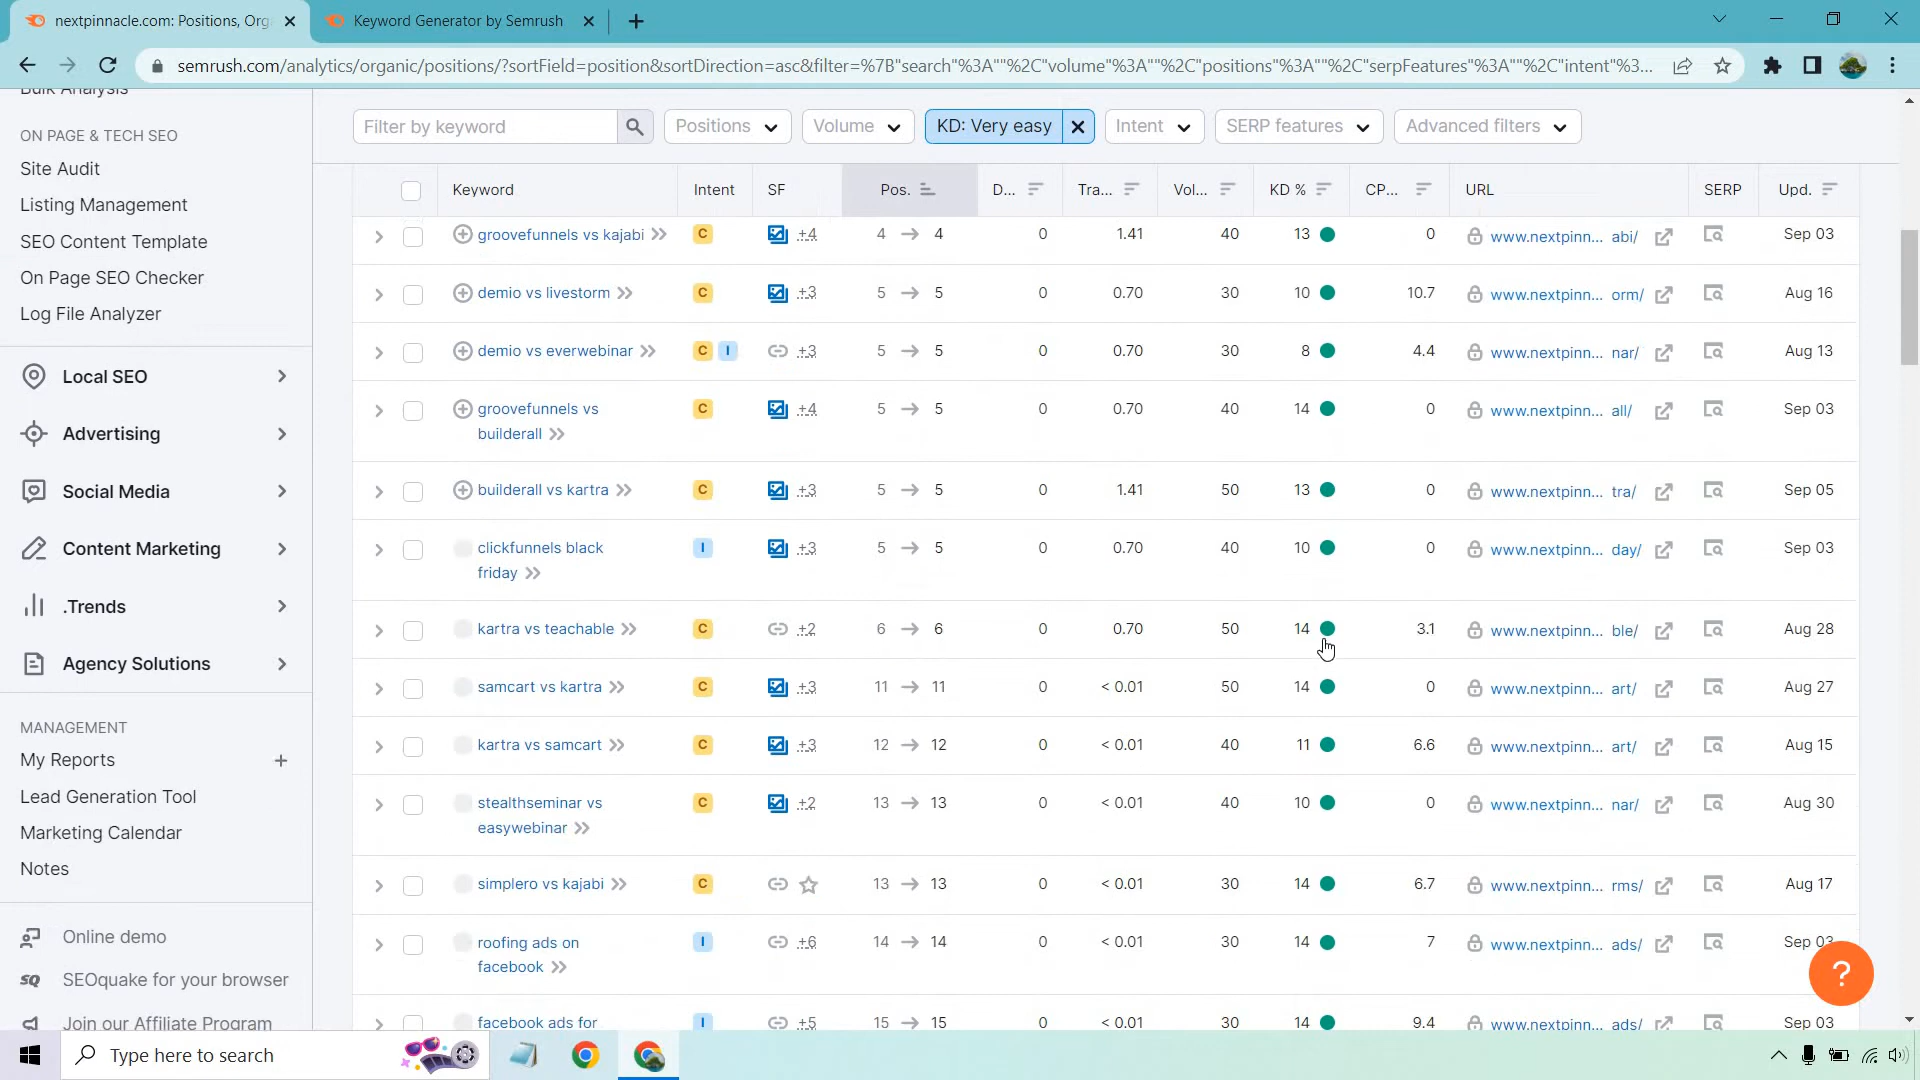 nextpinnacle.com: Positions, Org
Keyword Generator by Semrush
semrush.com/analytics/organic/positions/?sortField=position&sortDirection=asc&filter=%7B"search"%3A""%2C"volume"%3A""%2C"positions"%3A""%2C"serpFeatures"%3A""%2C"intent"%3...
Bulk Analysis
ON PAGE & TECH SEO
Site Audit
Listing Management
SEO Content Template
On Page SEO Checker
Log File Analyzer
Local SEO
Advertising
Social Media
Content Marketing
.Trends
Agency Solutions
MANAGEMENT
My Reports +
Lead Generation Tool
Marketing Calendar
Notes
Online demo
SQ SEOquake for your browser
Join our Affiliate Program
Filter by keyword Positions Volume KD: Very easy Intent SERP features Advanced filters
Keyword Intent SF Pos. D... Tra... Vol... KD % CP... URL SERP Upd.
groovefunnels vs kajabi C +4 4 → 4 0 1.41 40 13 0 www.nextpinn... abi/ Sep 03
demio vs livestorm C +3 5 → 5 0 0.70 30 10 10.7 www.nextpinn... orm/ Aug 16
demio vs everwebinar C I +3 5 → 5 0 0.70 30 8 4.4 www.nextpinn... nar/ Aug 13
groovefunnels vs C +4 5 → 5 0 0.70 40 14 0 www.nextpinn... all/ Sep 03
builderall
builderall vs kartra C +3 5 → 5 0 1.41 50 13 0 www.nextpinn... tra/ Sep 05
clickfunnels black I +3 5 → 5 0 0.70 40 10 0 www.nextpinn... day/ Sep 03
friday
kartra vs teachable C +2 6 → 6 0 0.70 50 14 3.1 www.nextpinn... ble/ Aug 28
samcart vs kartra C +3 11 → 11 0 < 0.01 50 14 0 www.nextpinn... art/ Aug 27
kartra vs samcart C +3 12 → 12 0 < 0.01 40 11 6.6 www.nextpinn... art/ Aug 15
stealthseminar vs C +2 13 → 13 0 < 0.01 40 10 0 www.nextpinn... nar/ Aug 30
easywebinar
simplero vs kajabi C 13 → 13 0 < 0.01 30 14 6.7 www.nextpinn... rms/ Aug 17
roofing ads on I +6 14 → 14 0 < 0.01 30 14 7 www.nextpinn... ads/ Sep 03
facebook
facebook ads for I +5 15 → 15 0 < 0.01 30 14 9.4 www.nextpinn... ads/ Sep 03
?
Type here to search